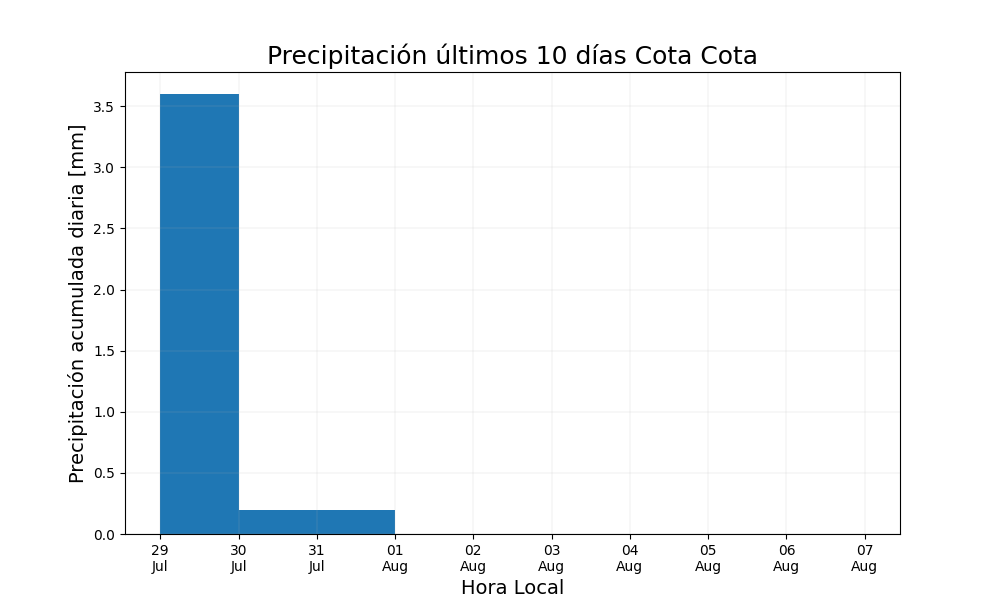 Precipitación últimos 10 días Cota Cota
Precipitación acumulada diaria [mm]
3.5
3.0
2.5
2.0
1.5
1.0
0.5
0.0
29 30 31 01 02 03 04 05 06 07
Jul Jul Jul Aug Aug Aug Aug Aug Aug Aug
Hora Local